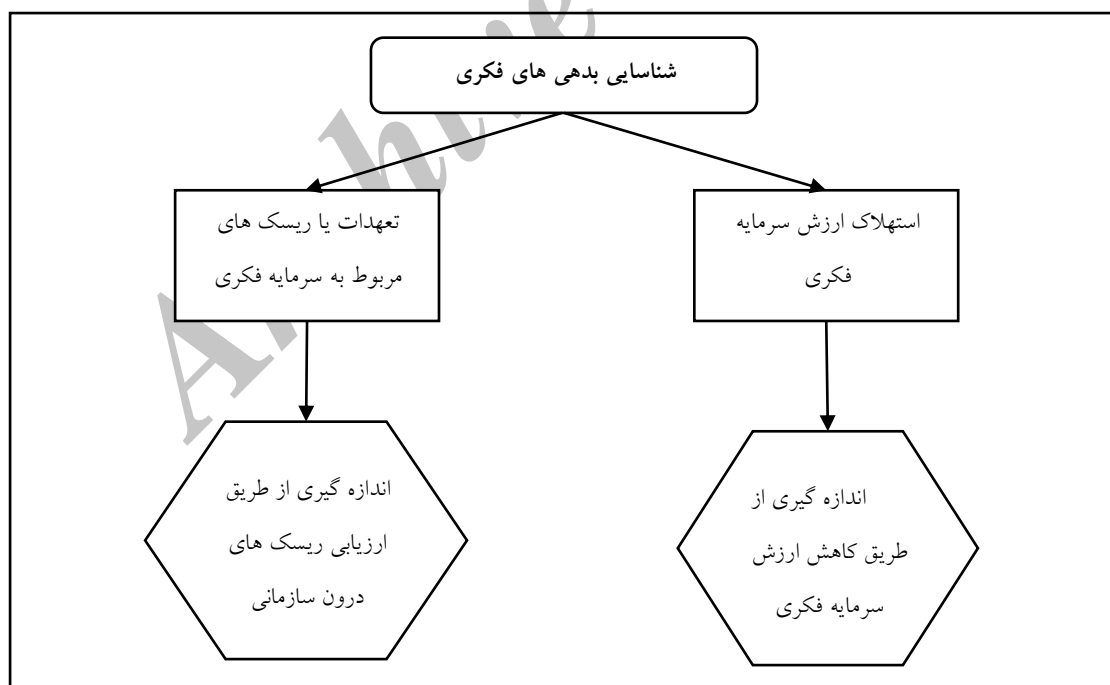 شناسایی بدهی های فکری
استهلاک ارزش سرمایه
فکری
تعهدات یا ریسک های
مربوط به سرمایه فکری
اندازه گیری از
طریق کاهش ارزش
سرمایه فکری
اندازه گیری از طریق
ارزیابی ریسک های
درون سازمانی